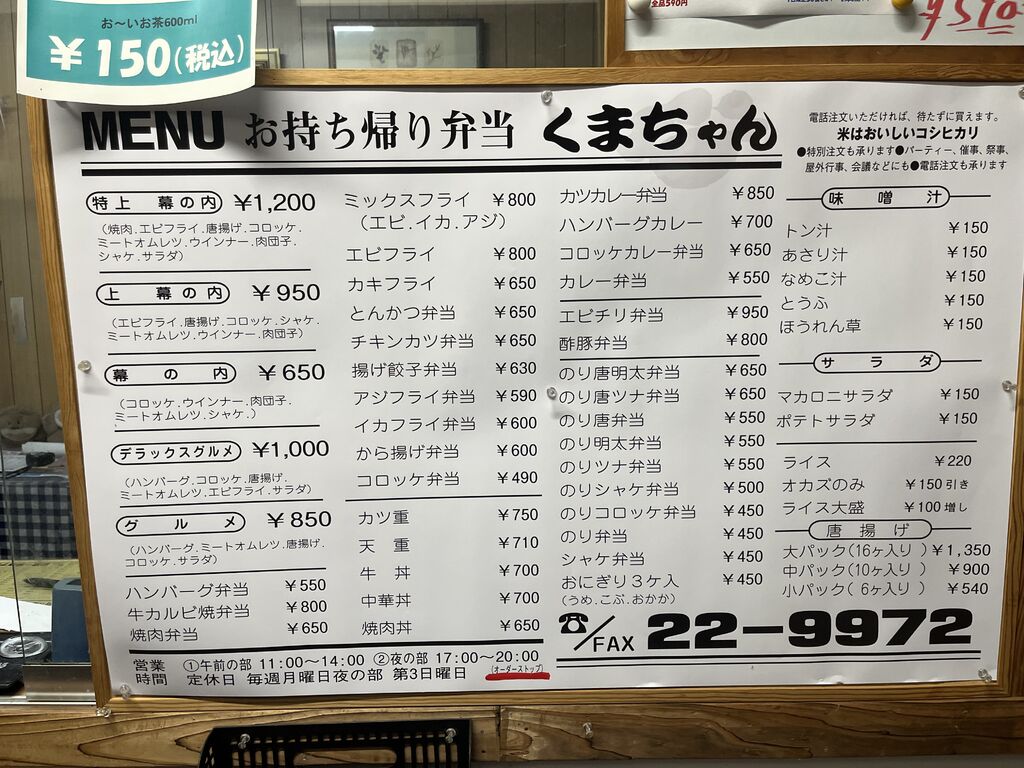 お～いお茶600ml
￥150(税込)
全品590円
￥590
MENU お持ち帰り弁当 くまちゃん
電話注文いただければ、待たずに買えます。
米はおいしいコシヒカリ
●特別注文も承ります●パーティー、催事、祭事、
屋外行事、会議などにも●電話注文も承ります
特上 幕の内 ￥1,200
(焼肉.エビフライ.唐揚げ.コロッケ.
ミートオムレツ.ウインナー.肉団子.
シャケ.サラダ)
上 幕の内 ￥950
(エビフライ.唐揚げ.コロッケ.シャケ.
ミートオムレツ.ウインナー.肉団子)
幕の内 ￥650
(コロッケ.ウインナー.肉団子.
ミートオムレツ.シャケ.)
デラックスグルメ ￥1,000
(ハンバーグ.コロッケ.唐揚げ.
ミートオムレツ.エビフライ.サラダ)
グルメ ￥850
(ハンバーグ.ミートオムレツ.唐揚げ.
コロッケ.サラダ)
ハンバーグ弁当 ￥550
牛カルビ焼弁当 ￥800
焼肉弁当 ￥650
ミックスフライ ￥800
(エビ.イカ.アジ)
エビフライ ￥800
カキフライ ￥650
とんかつ弁当 ￥650
チキンカツ弁当 ￥650
揚げ餃子弁当 ￥630
アジフライ弁当 ￥590
イカフライ弁当 ￥600
から揚げ弁当 ￥600
コロッケ弁当 ￥490
カツ重 ￥750
天重 ￥710
牛丼 ￥700
中華丼 ￥700
焼肉丼 ￥650
カツカレー弁当 ￥850
ハンバーグカレー ￥700
コロッケカレー弁当 ￥650
カレー弁当 ￥550
エビチリ弁当 ￥950
酢豚弁当 ￥800
のり唐明太弁当 ￥650
のり唐ツナ弁当 ￥650
のり唐弁当 ￥550
のり明太弁当 ￥550
のりツナ弁当 ￥550
のりシャケ弁当 ￥500
のりコロッケ弁当 ￥450
のり弁当 ￥450
シャケ弁当 ￥450
おにぎり3ケ入 ￥450
(うめ.こぶ.おかか)
味噌汁
トン汁 ￥150
あさり汁 ￥150
なめこ汁 ￥150
とうふ ￥150
ほうれん草 ￥150
サラダ
マカロニサラダ ￥150
ポテトサラダ ￥150
ライス ￥220
オカズのみ ￥150引き
ライス大盛 ￥100増し
唐揚げ
大パック(16ヶ入り) ￥1,350
中パック(10ヶ入り) ￥900
小パック(6ヶ入り) ￥540
☎/FAX 22-9972
営業時間 ①午前の部 11:00～14:00 ②夜の部 17:00～20:00
(オーダーストップ)
定休日 毎週月曜日夜の部 第3日曜日